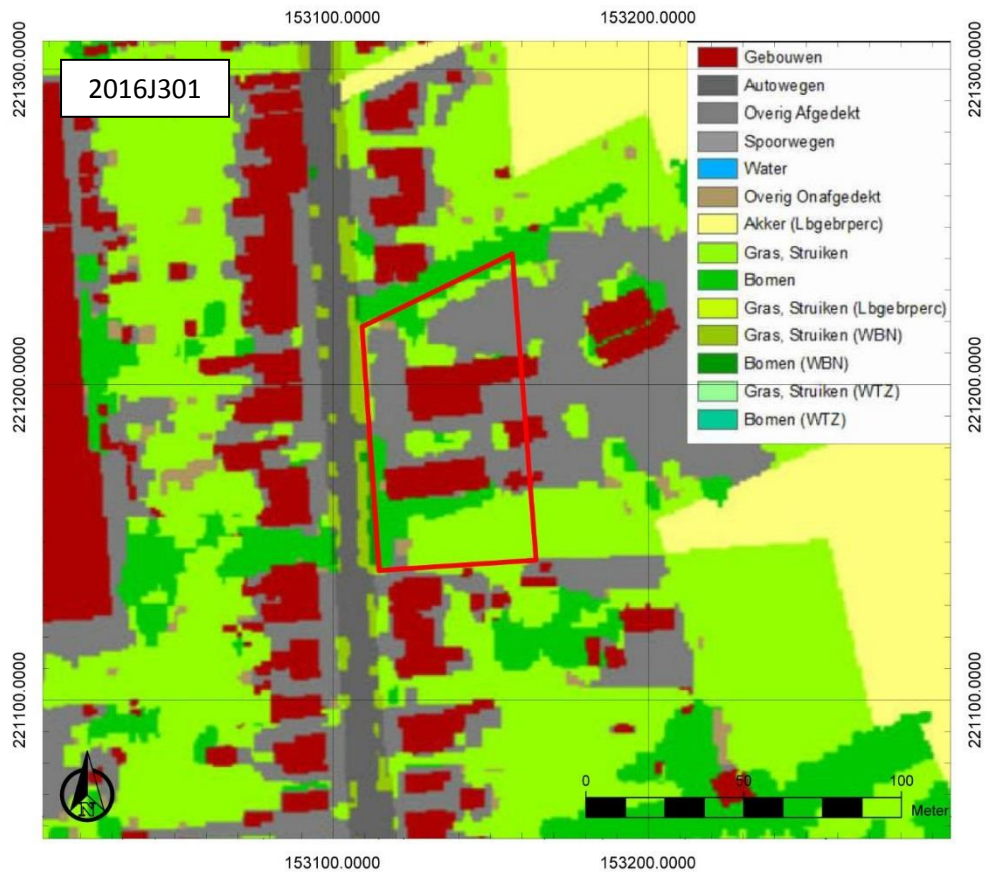 153100.0000 153200.0000
221300.0000 221300.0000
2016J301
Gebouwen
Autowegen
Overig Afgedekt
Spoorwegen
Water
Overig Onafgedekt
Akker (Lbgebrperc)
Gras, Struiken
Bomen
Gras, Struiken (Lbgebrperc)
Gras, Struiken (WBN)
Bomen (WBN)
Gras, Struiken (WTZ)
Bomen (WTZ)
221200.0000 221200.0000
221100.0000 221100.0000
N
0 50 100
Meter
153100.0000 153200.0000